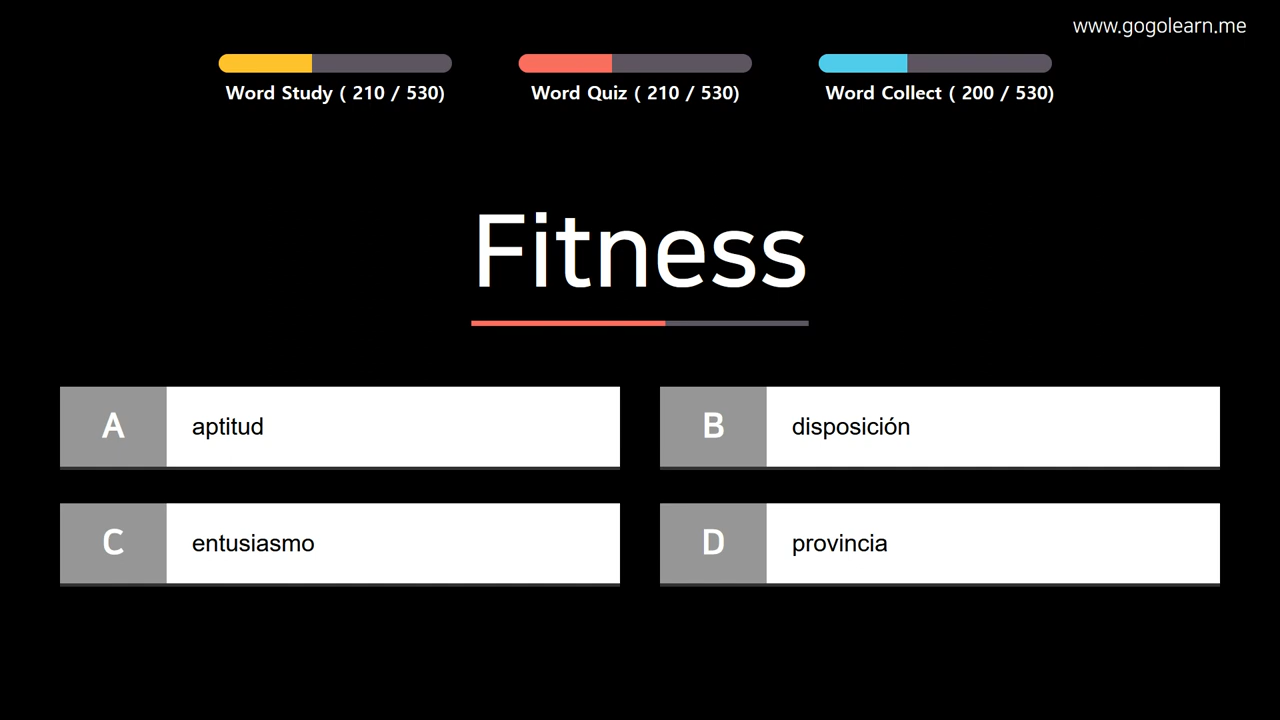 www.gogolearn.me
Word Study ( 210 / 530)
Word Quiz ( 210 / 530)
Word Collect ( 200 / 530)
Fitness
A aptitud
B disposición
C entusiasmo
D provincia